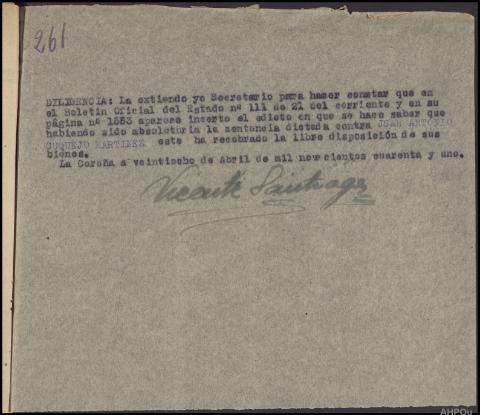 261
DILIGENCIA: La extiendo yo Secretario para hacer constar que en
el Boletin Oficial del Estado nº 111 de 21 del corriente y en su
página nº 1553 aparece inserto el edicto en que se hace saber que
habiendo sido absolutoria la sentencia dictada contra JUAN ANTONIO
CUQUEJO MARTINEZ este ha recobrado la libre disposición de sus
bienes.
La Coruña a veintiocho de Abril de mil novecientos cuarenta y uno.
Vicente Santiago
AHPOu